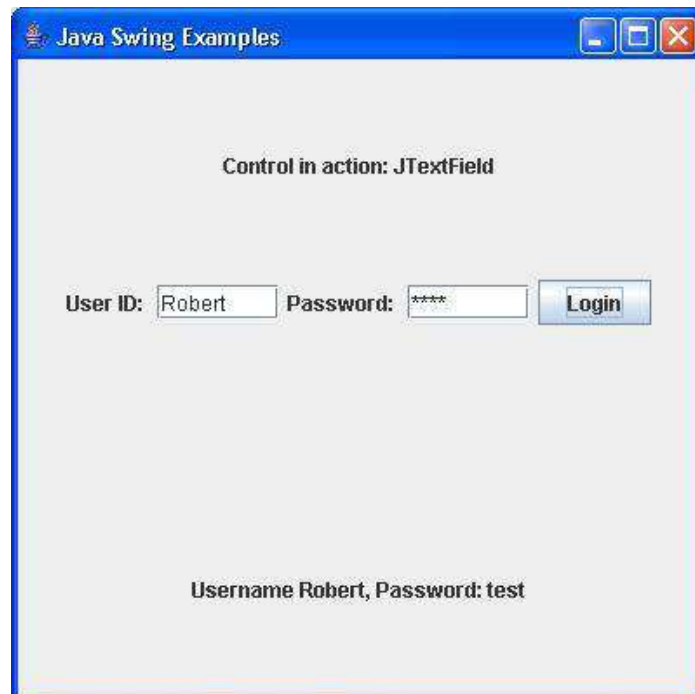 Java Swing Examples
Control in action: JTextField
User ID: Robert Password: **** Login
Username Robert, Password: test